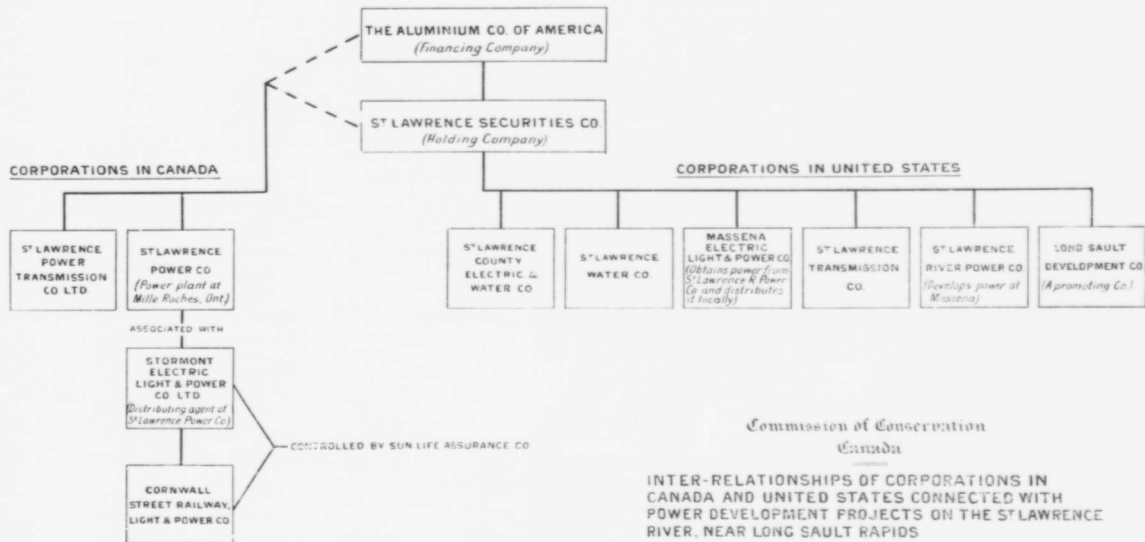 THE ALUMINIUM CO. OF AMERICA
(Financing Company)
ST LAWRENCE SECURITIES CO.
(Holding Company)
CORPORATIONS IN CANADA
CORPORATIONS IN UNITED STATES
ST LAWRENCE
POWER
TRANSMISSION
CO LTD
ST LAWRENCE
POWER CO
(Power plant at
Mille Roches, Ont.)
ST LAWRENCE
COUNTY
ELECTRIC &
WATER CO
ST LAWRENCE
WATER CO.
MASSENA
ELECTRIC
LIGHT & POWER CO
(Obtains power from
St Lawrence R Power
Co and distributes
it locally)
ST LAWRENCE
TRANSMISSION
CO.
ST LAWRENCE
RIVER POWER CO.
(Develops power at
Massena)
LONG SAULT
DEVELOPMENT CO
(A promoting Co.)
ASSOCIATED WITH
STORMONT
ELECTRIC
LIGHT & POWER
CO LTD
(Distributing agent of
St Lawrence Power Co)
CONTROLLED BY SUN LIFE ASSURANCE CO
CORNWALL
STREET RAILWAY,
LIGHT & POWER CO
Commission of Conservation
Canada
INTER-RELATIONSHIPS OF CORPORATIONS IN
CANADA AND UNITED STATES CONNECTED WITH
POWER DEVELOPMENT PROJECTS ON THE ST LAWRENCE
RIVER, NEAR LONG SAULT RAPIDS